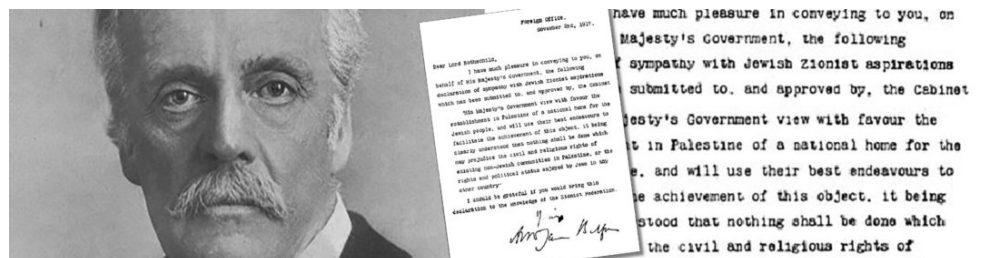 Foreign Office,
November 2nd, 1917.
Dear Lord Rothschild,
I have much pleasure in conveying to you, on
behalf of His Majesty's Government, the following
declaration of sympathy with Jewish Zionist aspirations
which has been submitted to, and approved by, the Cabinet
"His Majesty's Government view with favour the
establishment in Palestine of a national home for the
Jewish people, and will use their best endeavours to
facilitate the achievement of this object, it being
clearly understood that nothing shall be done which
may prejudice the civil and religious rights of
existing non-Jewish communities in Palestine, or the
rights and political status enjoyed by Jews in any
other country"
I should be grateful if you would bring this
declaration to the knowledge of the Zionist Federation.
have much pleasure in conveying to you, on
Majesty's Government, the following
sympathy with Jewish Zionist aspirations
submitted to, and approved by, the Cabinet
jesty's Government view with favour the
t in Palestine of a national home for the
e, and will use their best endeavours to
e achievement of this object, it being
stood that nothing shall be done which
the civil and religious rights of